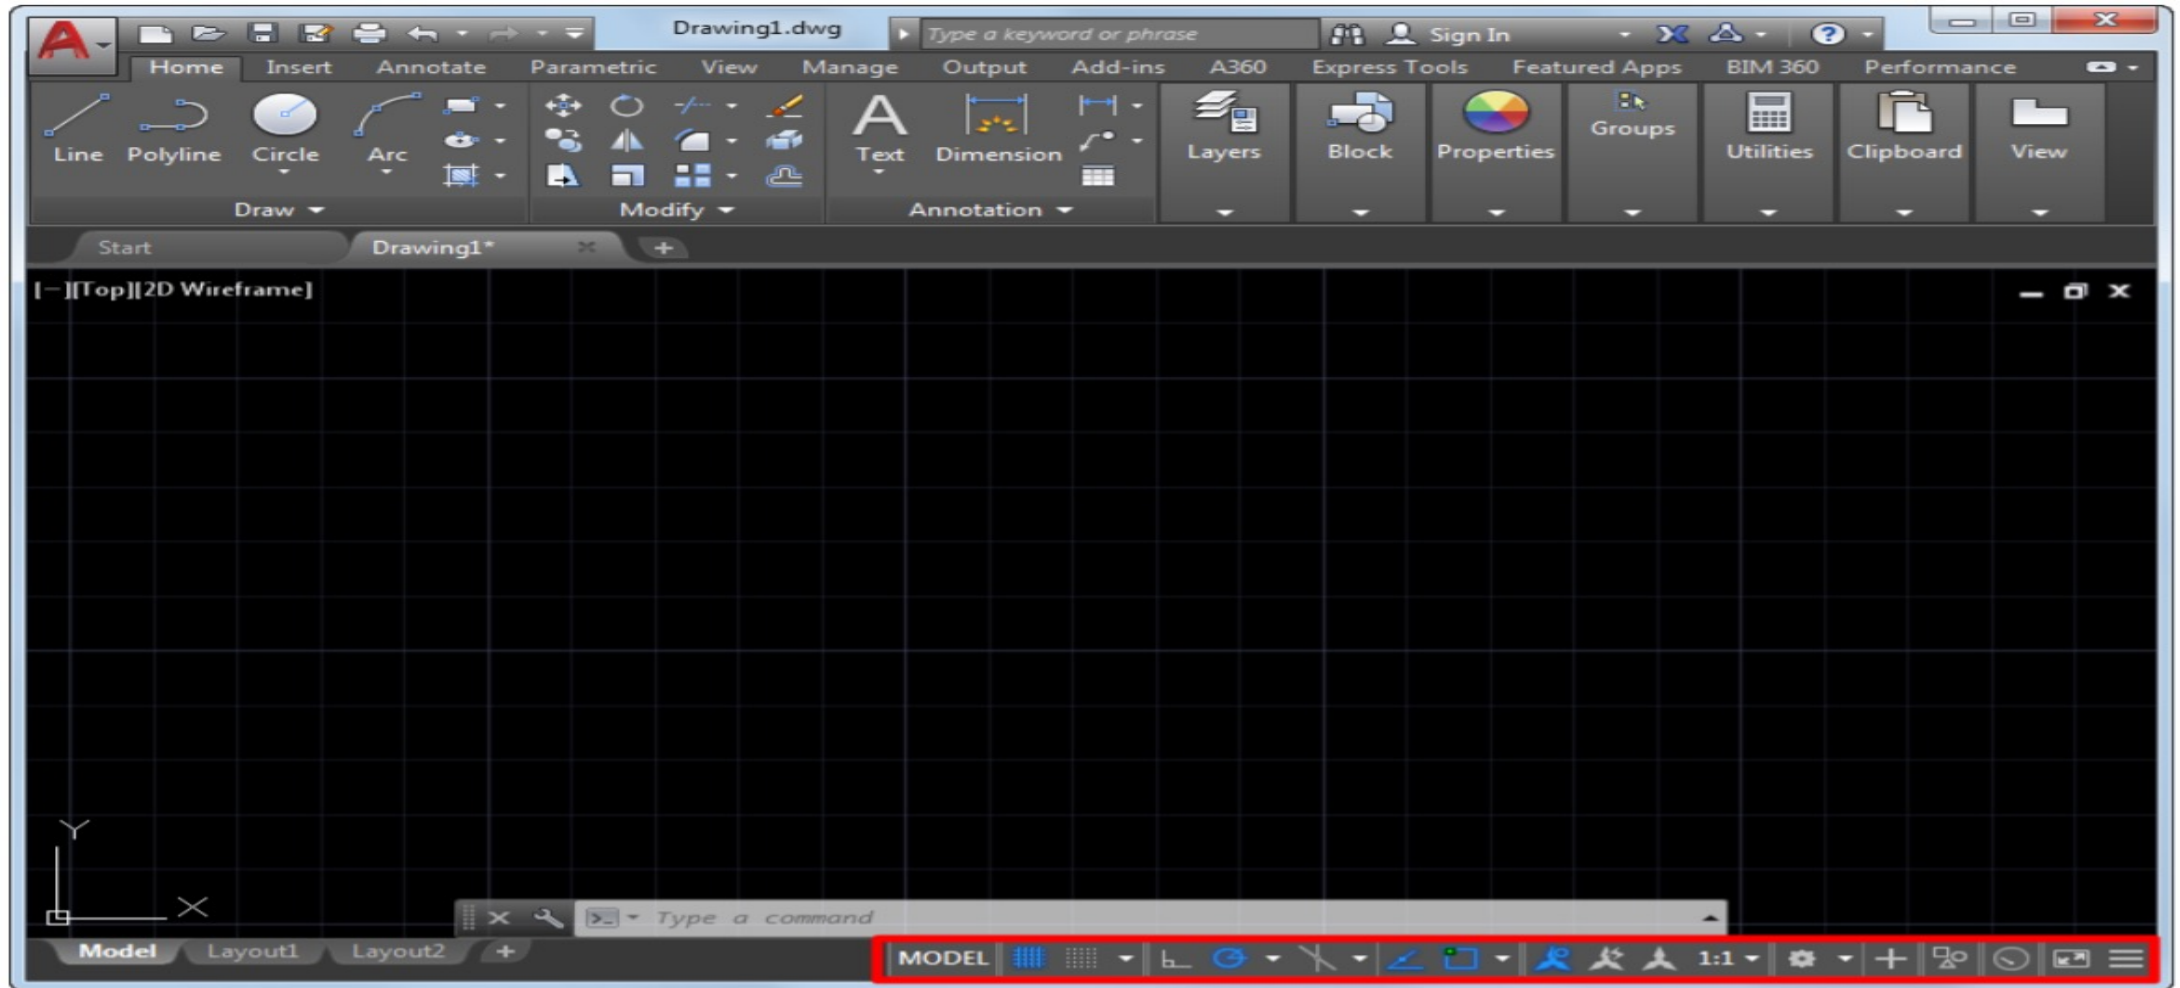 Drawing1.dwg Type a keyword or phrase Sign In
Home Insert Annotate Parametric View Manage Output Add-ins A360 Express Tools Featured Apps BIM 360 Performance
Line Polyline Circle Arc Text Dimension Layers Block Properties Groups Utilities Clipboard View
Draw Modify Annotation
Start Drawing1* +
[−][Top][2D Wireframe]
Y
X
Type a command
Model Layout1 Layout2 + MODEL 1:1